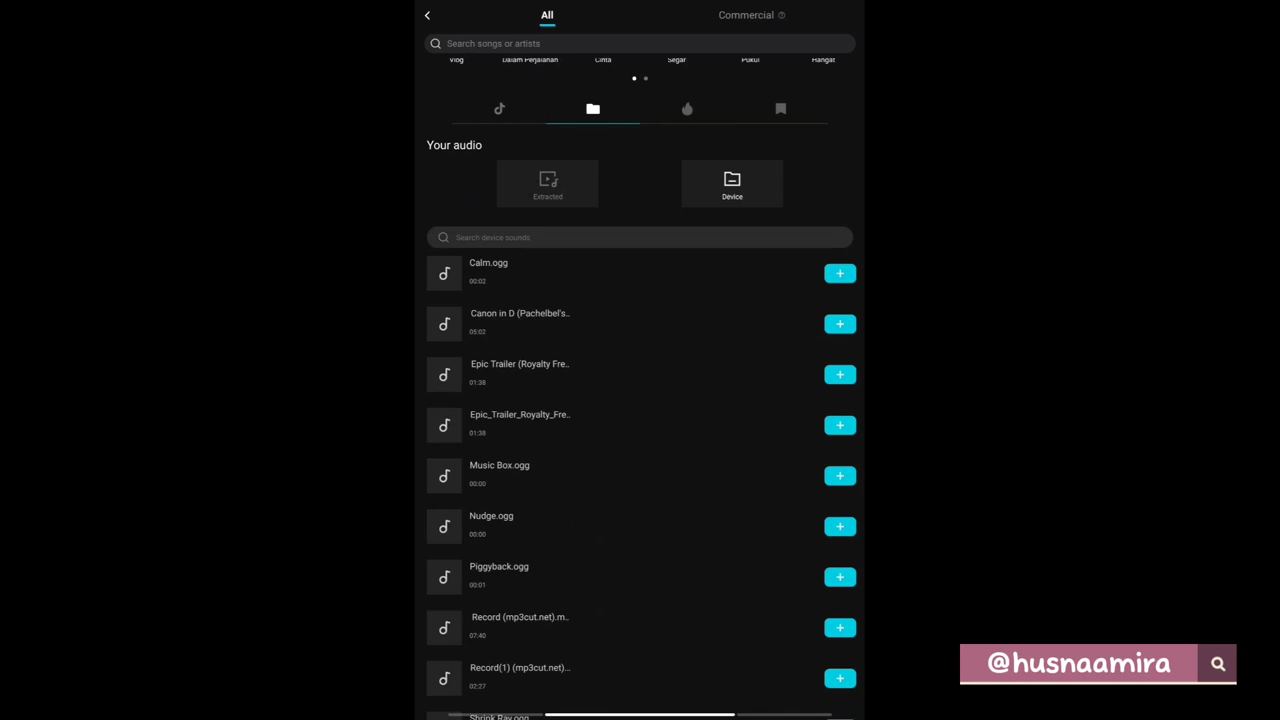 All
Commercial
Search songs or artists
Vlog Dalam Perjalanan Cinta Segar Pukul Hangat
Your audio
Extracted
Device
Search device sounds
Calm.ogg
00:02
Canon in D (Pachelbel's..
05:02
Epic Trailer (Royalty Fre..
01:38
Epic_Trailer_Royalty_Fre..
01:38
Music Box.ogg
00:00
Nudge.ogg
00:00
Piggyback.ogg
00:01
Record (mp3cut.net).m..
07:40
Record(1) (mp3cut.net)...
02:27
Shrink Ray.ogg
@husnaamira